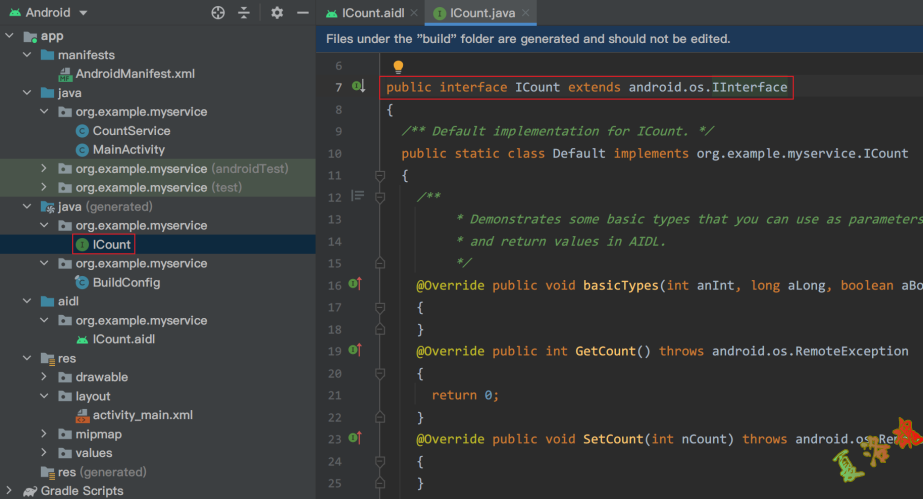 Android
ICount.aidl
ICount.java
Files under the "build" folder are generated and should not be edited.
app
manifests
AndroidManifest.xml
java
org.example.myservice
CountService
MainActivity
org.example.myservice (androidTest)
org.example.myservice (test)
java (generated)
org.example.myservice
ICount
org.example.myservice
BuildConfig
aidl
org.example.myservice
ICount.aidl
res
drawable
layout
activity_main.xml
mipmap
values
res (generated)
Gradle Scripts
6
7 public interface ICount extends android.os.IInterface
8 {
9 /** Default implementation for ICount. */
10 public static class Default implements org.example.myservice.ICount
11 {
12 /**
13 * Demonstrates some basic types that you can use as parameters
14 * and return values in AIDL.
15 */
16 @Override public void basicTypes(int anInt, long aLong, boolean aBo
17 {
18 }
19 @Override public int GetCount() throws android.os.RemoteException
20 {
21 return 0;
22 }
23 @Override public void SetCount(int nCount) throws android.os.Rem
24 {
25 }